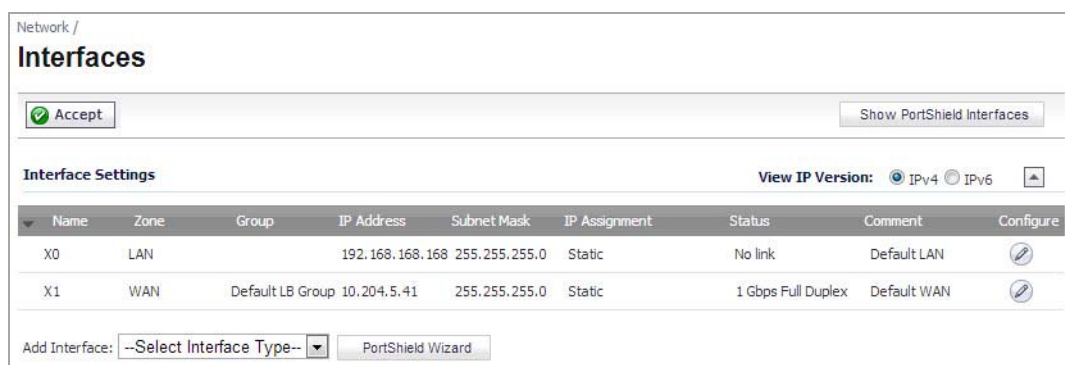 Network /
Interfaces
Accept
Show PortShield Interfaces
Interface Settings
View IP Version: IPv4 IPv6
Name Zone Group IP Address Subnet Mask IP Assignment Status Comment Configure
X0 LAN 192.168.168.168 255.255.255.0 Static No link Default LAN
X1 WAN Default LB Group 10.204.5.41 255.255.255.0 Static 1 Gbps Full Duplex Default WAN
Add Interface: --Select Interface Type-- PortShield Wizard